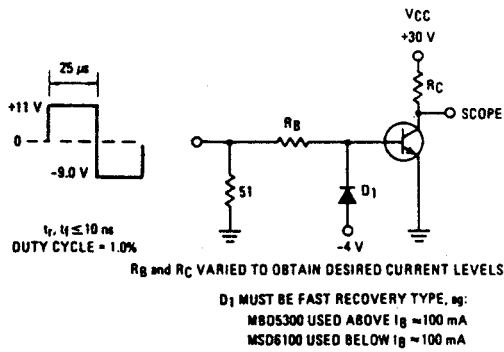 VCC
+30 V
25 µs
RC
+11 V
SCOPE
RB
0
-9.0 V
51
D1
-4 V
tr, tf ≤ 10 ns
DUTY CYCLE = 1.0%
RB and RC VARIED TO OBTAIN DESIRED CURRENT LEVELS
D1 MUST BE FAST RECOVERY TYPE, eg:
MBD5300 USED ABOVE IB ≈ 100 mA
MSD6100 USED BELOW IB ≈ 100 mA